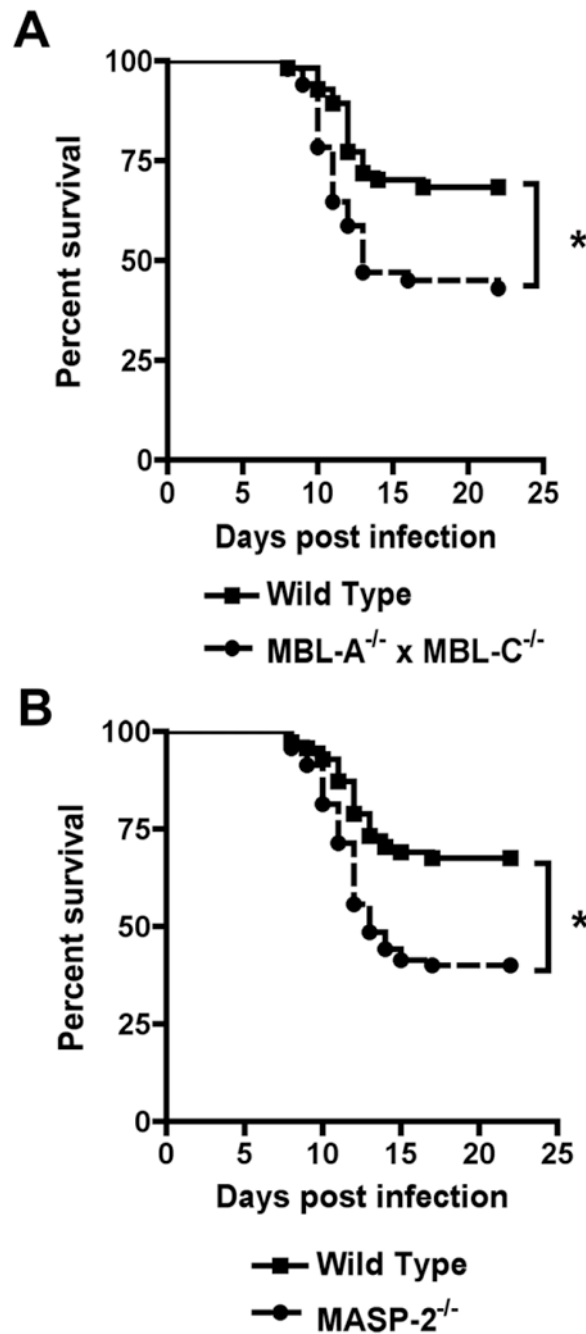 A
100
75
50
25
0
Percent survival
*
0 5 10 15 20 25
Days post infection
Wild Type
MBL-A-/- x MBL-C-/-
B
100
75
50
25
0
Percent survival
*
0 5 10 15 20 25
Days post infection
Wild Type
MASP-2-/-